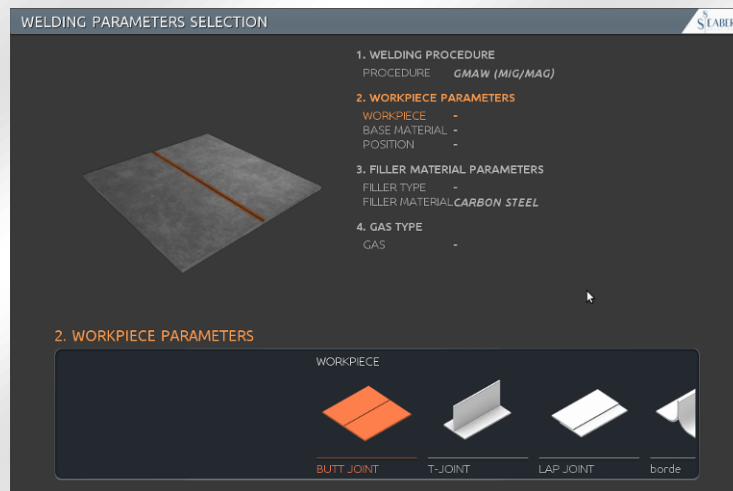 WELDING PARAMETERS SELECTION
SEABER
1. WELDING PROCEDURE
PROCEDURE GMAW (MIG/MAG)
2. WORKPIECE PARAMETERS
WORKPIECE -
BASE MATERIAL -
POSITION -
3. FILLER MATERIAL PARAMETERS
FILLER TYPE -
FILLER MATERIAL CARBON STEEL
4. GAS TYPE
GAS -
2. WORKPIECE PARAMETERS
WORKPIECE
BUTT JOINT T-JOINT LAP JOINT borde